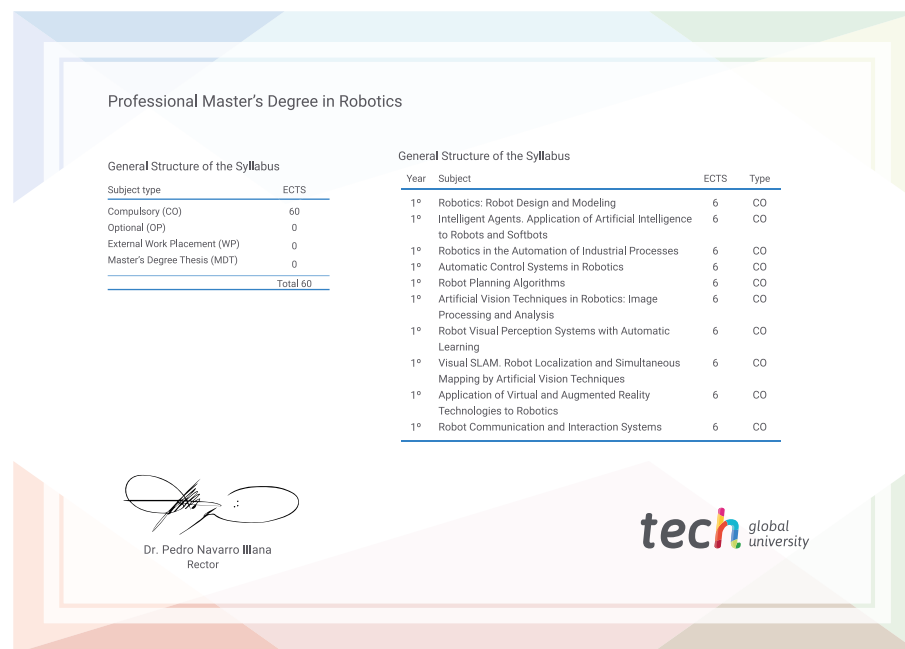 Professional Master's Degree in Robotics
General Structure of the Syllabus
Subject type ECTS
Compulsory (CO) 60
Optional (OP) 0
External Work Placement (WP) 0
Master's Degree Thesis (MDT) 0
Total 60
General Structure of the Syllabus
Year Subject ECTS Type
1º Robotics: Robot Design and Modeling 6 CO
1º Intelligent Agents. Application of Artificial Intelligence 6 CO
to Robots and Softbots
1º Robotics in the Automation of Industrial Processes 6 CO
1º Automatic Control Systems in Robotics 6 CO
1º Robot Planning Algorithms 6 CO
1º Artificial Vision Techniques in Robotics: Image 6 CO
Processing and Analysis
1º Robot Visual Perception Systems with Automatic 6 CO
Learning
1º Visual SLAM. Robot Localization and Simultaneous 6 CO
Mapping by Artificial Vision Techniques
1º Application of Virtual and Augmented Reality 6 CO
Technologies to Robotics
1º Robot Communication and Interaction Systems 6 CO
Dr. Pedro Navarro Illana
Rector
tech global
university